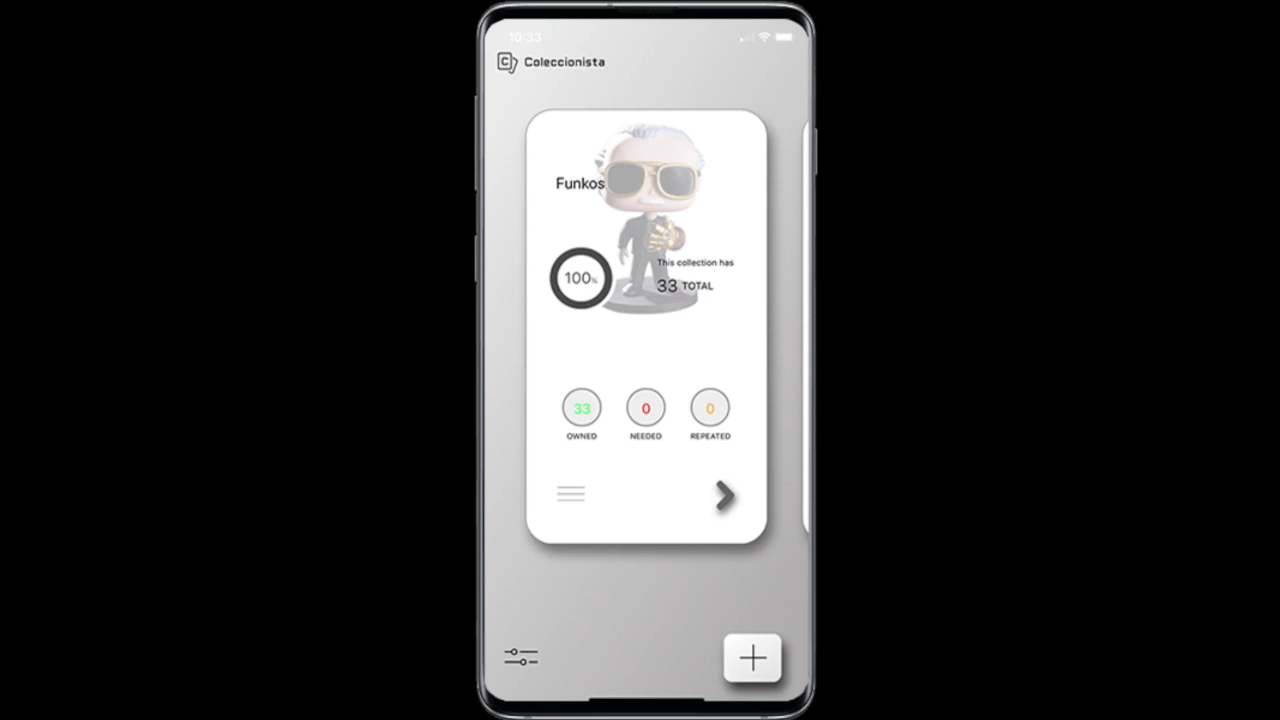 10:33
C Coleccionista
Funkos
100%
This collection has
33 TOTAL
33 0 0
OWNED NEEDED REPEATED